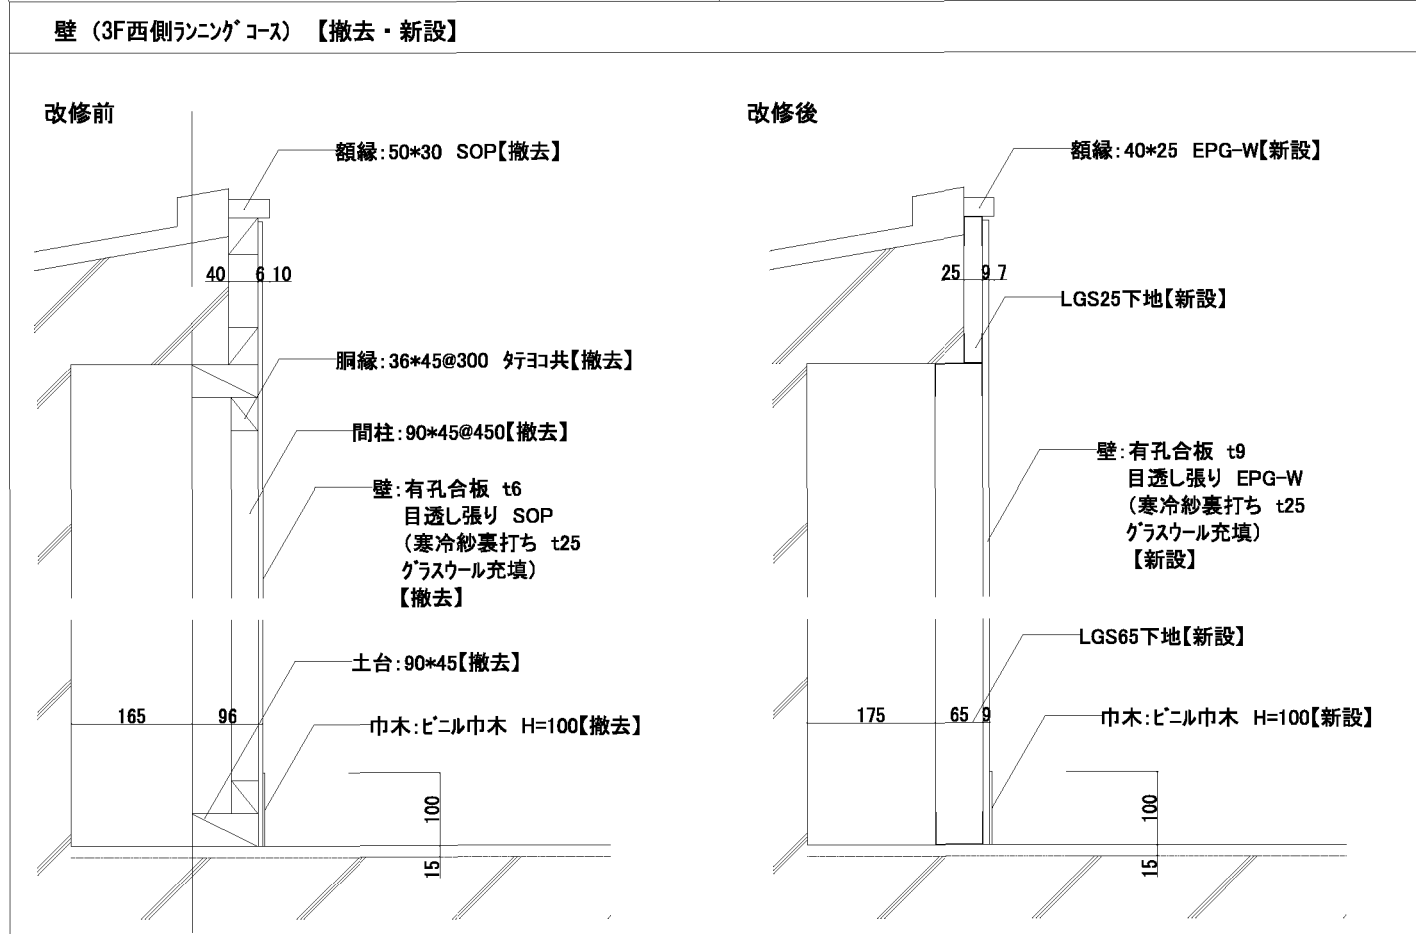 壁（3F西側ﾗﾝﾆﾝｸﾞｺｰｽ）【撤去・新設】
改修前
額縁:50*30 SOP【撤去】
40 6 10
胴縁:36*45@300 ﾀﾃﾖｺ共【撤去】
間柱:90*45@450【撤去】
壁:有孔合板 t6
目透し張り SOP
(寒冷紗裏打ち t25
ｸﾞﾗｽｳｰﾙ充填)
【撤去】
土台:90*45【撤去】
165 96
巾木:ﾋﾞﾆﾙ巾木 H=100【撤去】
100
15
改修後
額縁:40*25 EPG-W【新設】
25 9 7
LGS25下地【新設】
壁:有孔合板 t9
目透し張り EPG-W
(寒冷紗裏打ち t25
ｸﾞﾗｽｳｰﾙ充填)
【新設】
LGS65下地【新設】
175 65 9
巾木:ﾋﾞﾆﾙ巾木 H=100【新設】
100
15